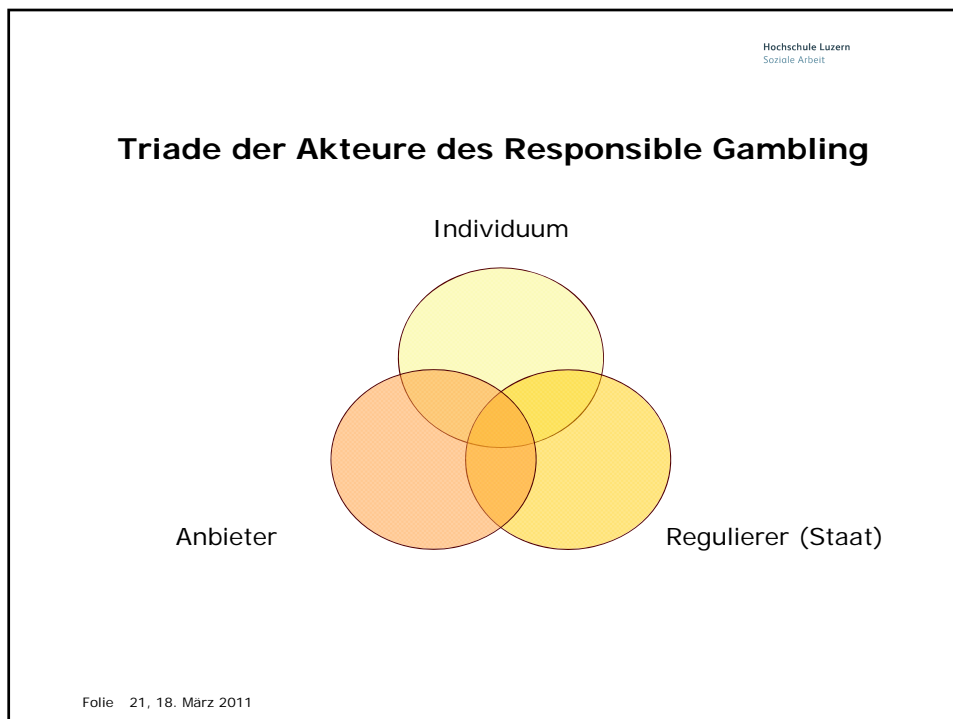 Hochschule Luzern
Soziale Arbeit
Triade der Akteure des Responsible Gambling
Individuum
Anbieter
Regulierer (Staat)
Folie 21, 18. März 2011